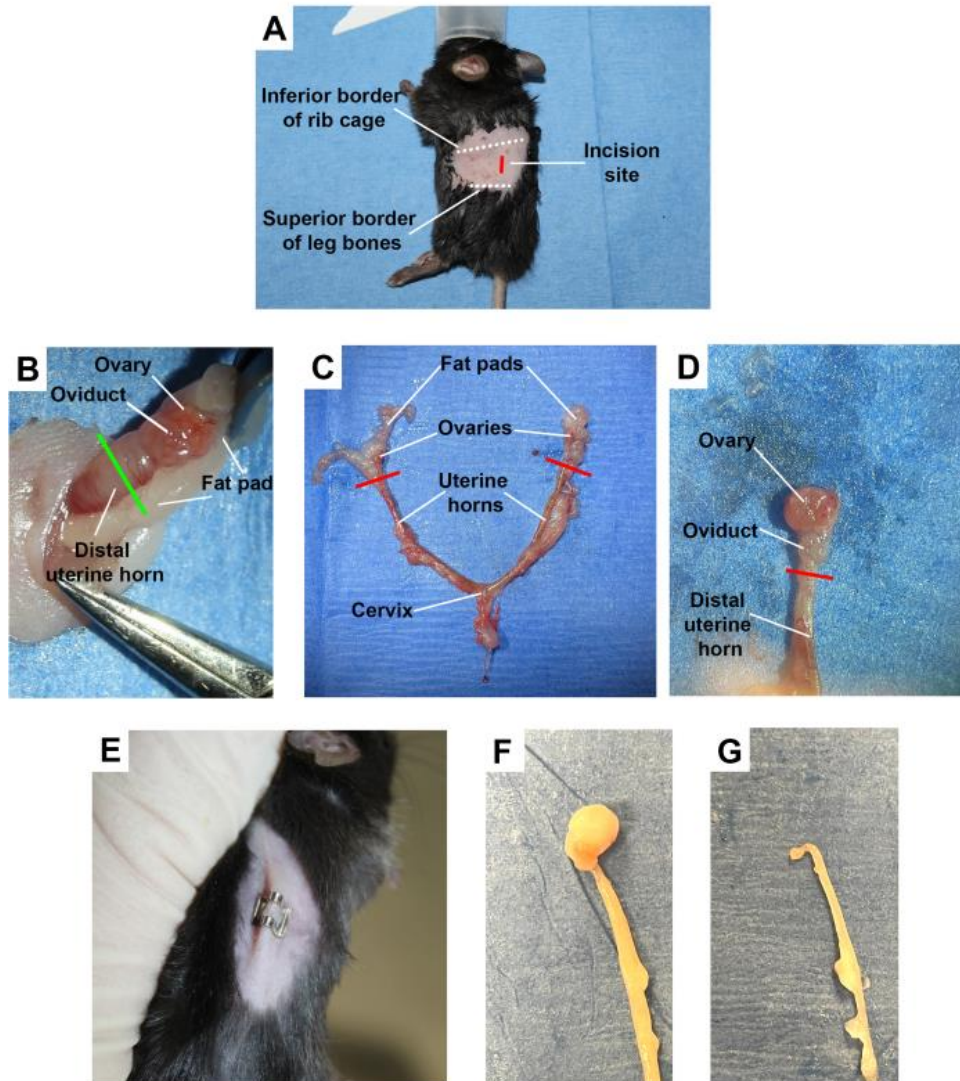 A
Inferior border
of rib cage
Incision
site
Superior border
of leg bones
B
Ovary
Oviduct
Fat pad
Distal
uterine horn
C
Fat pads
Ovaries
Uterine
horns
Cervix
D
Ovary
Oviduct
Distal
uterine
horn
E
F
G